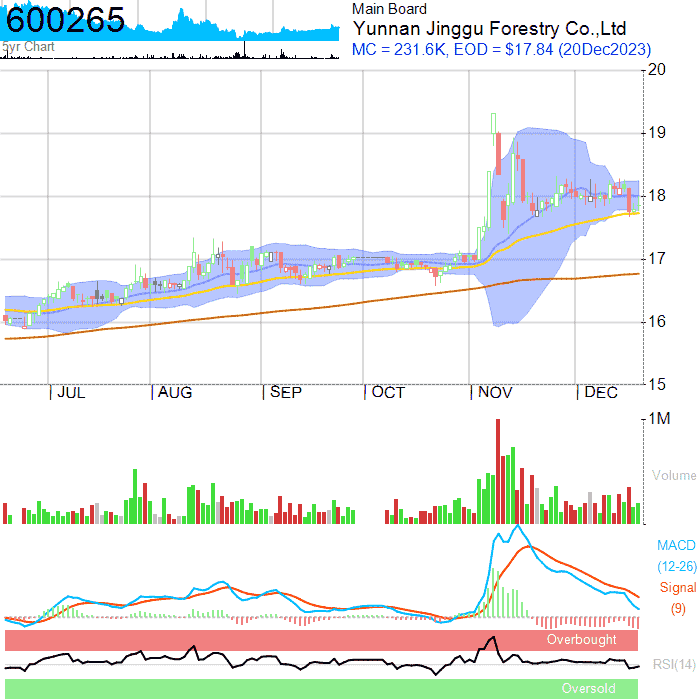 600265
5yr Chart
Main Board
Yunnan Jinggu Forestry Co.,Ltd
MC = 231.6K, EOD = $17.84 (20Dec2023)
20
19
18
17
16
15
JUL
AUG
SEP
OCT
NOV
DEC
1M
Volume
MACD
(12-26)
Signal
(9)
Overbought
RSI(14)
Oversold